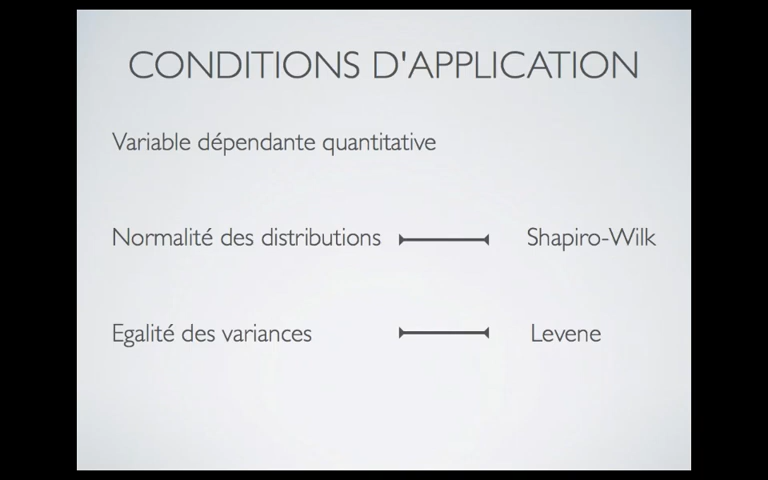 CONDITIONS D'APPLICATION
Variable dépendante quantitative
Normalité des distributions Shapiro-Wilk
Egalité des variances Levene